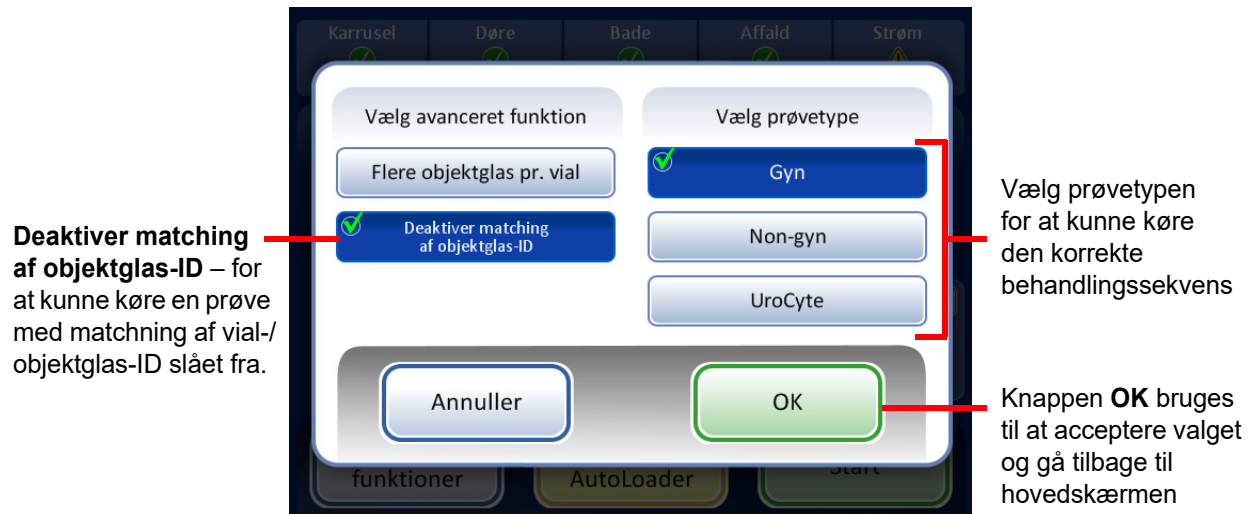 Karrusel
Døre
Bade
Affald
Strøm
Vælg avanceret funktion
Flere objektglas pr. vial
Deaktiver matching
af objektglas-ID
Vælg prøvetype
Gyn
Non-gyn
UroCyte
Annuller
OK
funktioner
AutoLoader
Start
Deaktiver matching
af objektglas-ID – for
at kunne køre en prøve
med matchning af vial-/
objektglas-ID slået fra.
Vælg prøvetypen
for at kunne køre
den korrekte
behandlingssekvens
Knappen OK bruges
til at acceptere valget
og gå tilbage til
hovedskærmen